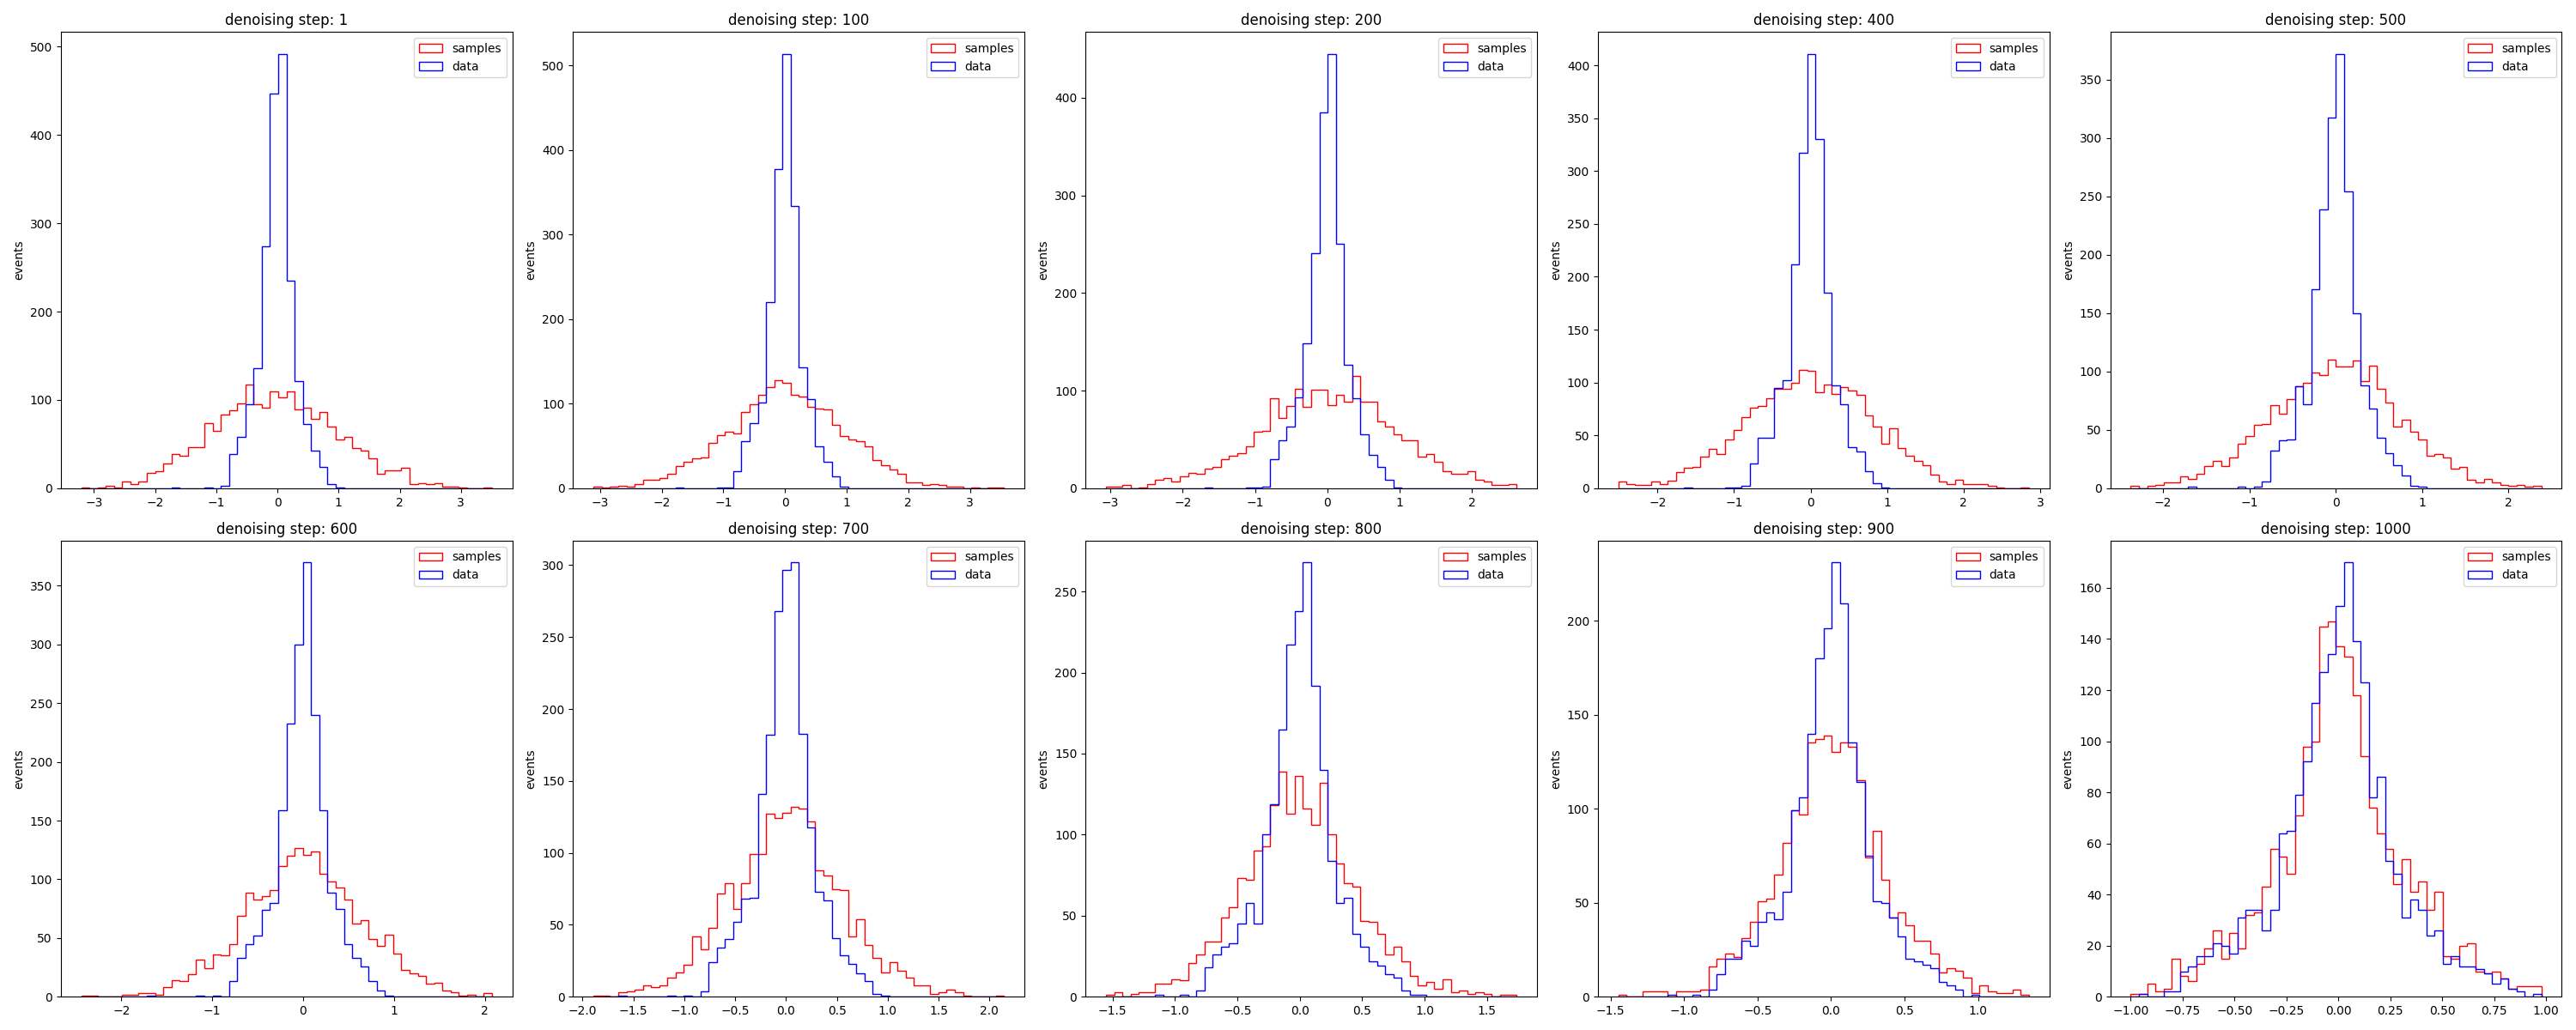 denoising step: 1
samples
data
events
500
400
300
200
100
0
−3 −2 −1 0 1 2 3
denoising step: 100
samples
data
events
500
400
300
200
100
0
−3 −2 −1 0 1 2 3
denoising step: 200
samples
data
events
400
300
200
100
0
−3 −2 −1 0 1 2
denoising step: 400
samples
data
events
400
350
300
250
200
150
100
50
0
−2 −1 0 1 2 3
denoising step: 500
samples
data
events
350
300
250
200
150
100
50
0
−2 −1 0 1 2
denoising step: 600
samples
data
events
350
300
250
200
150
100
50
0
−2 −1 0 1 2
denoising step: 700
samples
data
events
300
250
200
150
100
50
0
−2.0 −1.5 −1.0 −0.5 0.0 0.5 1.0 1.5 2.0
denoising step: 800
samples
data
events
250
200
150
100
50
0
−1.5 −1.0 −0.5 0.0 0.5 1.0 1.5
denoising step: 900
samples
data
events
200
150
100
50
0
−1.5 −1.0 −0.5 0.0 0.5 1.0
denoising step: 1000
samples
data
events
160
140
120
100
80
60
40
20
0
−1.00 −0.75 −0.50 −0.25 0.00 0.25 0.50 0.75 1.00